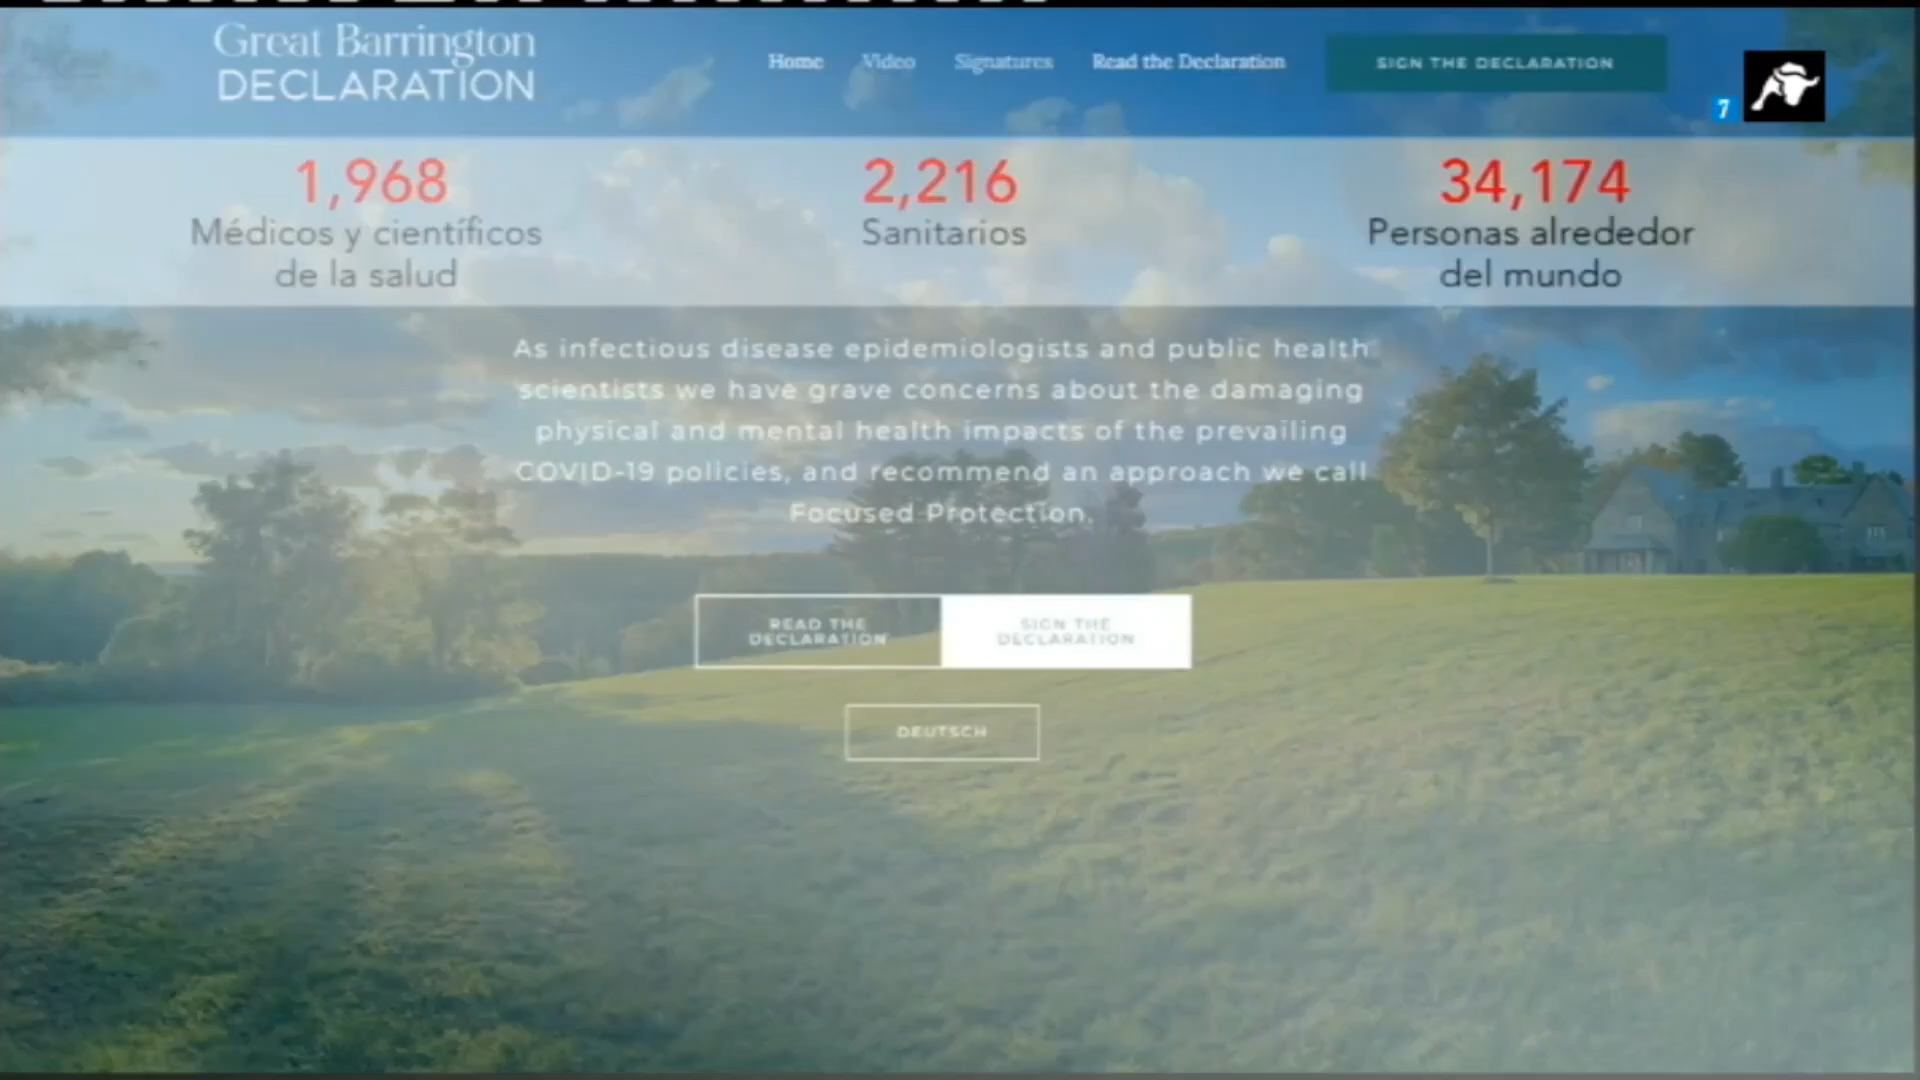 Great Barrington
DECLARATION
Home
Video
Signatures
Read the Declaration
SIGN THE DECLARATION
7
1,968
Médicos y científicos
de la salud
2,216
Sanitarios
34,174
Personas alrededor
del mundo
As infectious disease epidemiologists and public health
scientists we have grave concerns about the damaging
physical and mental health impacts of the prevailing
COVID-19 policies, and recommend an approach we call
Focused Protection.
READ THE
DECLARATION
SIGN THE
DECLARATION
DEUTSCH